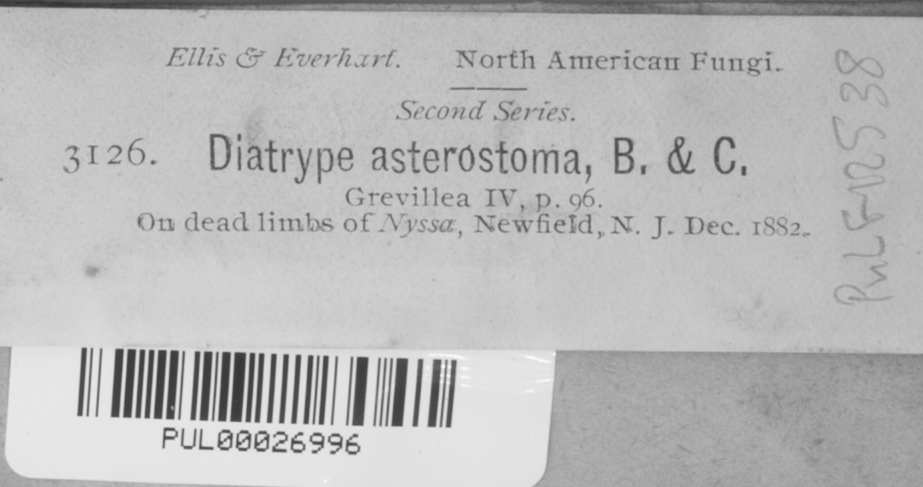 Ellis & Everhart. North American Fungi.
Second Series.
3126. Diatrype asterostoma, B. & C.
Grevillea IV, p. 96.
On dead limbs of Nyssa, Newfield, N. J. Dec. 1882.
PUL00026996